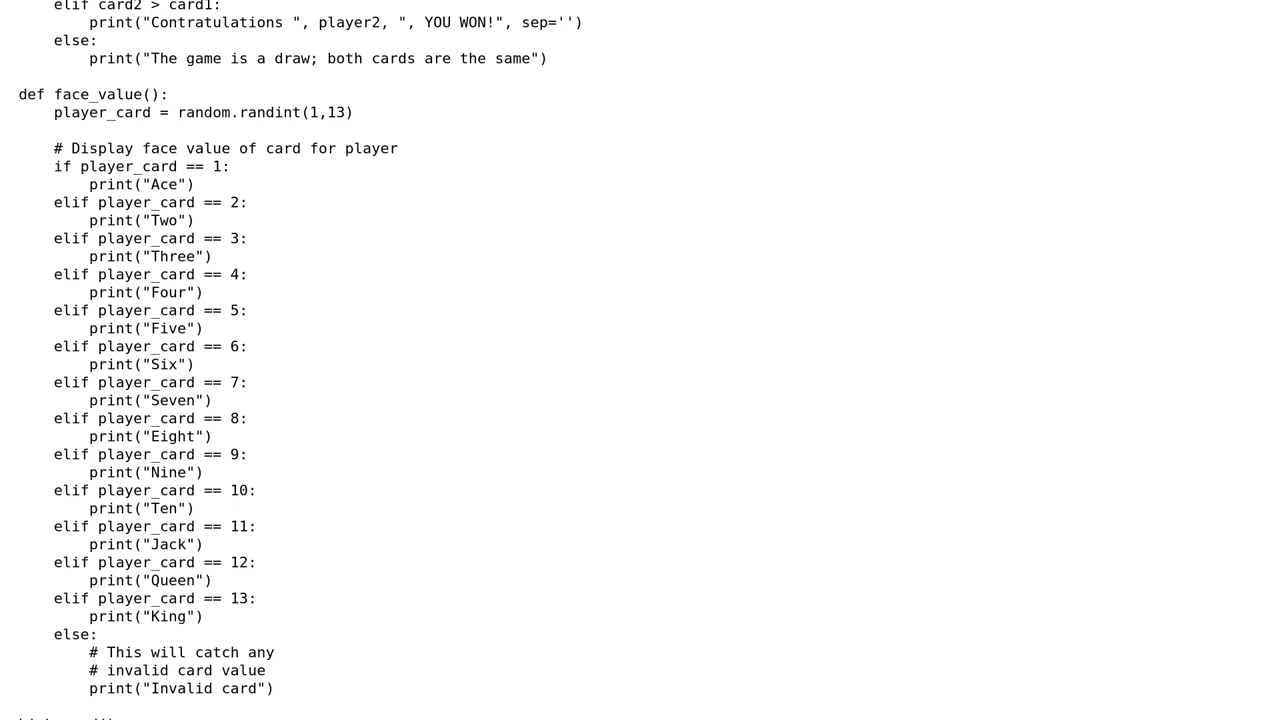 elif card2 > card1:
        print("Contratulations ", player2, ", YOU WON!", sep='')
    else:
        print("The game is a draw; both cards are the same")

def face_value():
    player_card = random.randint(1,13)

    # Display face value of card for player
    if player_card == 1:
        print("Ace")
    elif player_card == 2:
        print("Two")
    elif player_card == 3:
        print("Three")
    elif player_card == 4:
        print("Four")
    elif player_card == 5:
        print("Five")
    elif player_card == 6:
        print("Six")
    elif player_card == 7:
        print("Seven")
    elif player_card == 8:
        print("Eight")
    elif player_card == 9:
        print("Nine")
    elif player_card == 10:
        print("Ten")
    elif player_card == 11:
        print("Jack")
    elif player_card == 12:
        print("Queen")
    elif player_card == 13:
        print("King")
    else:
        # This will catch any
        # invalid card value
        print("Invalid card")